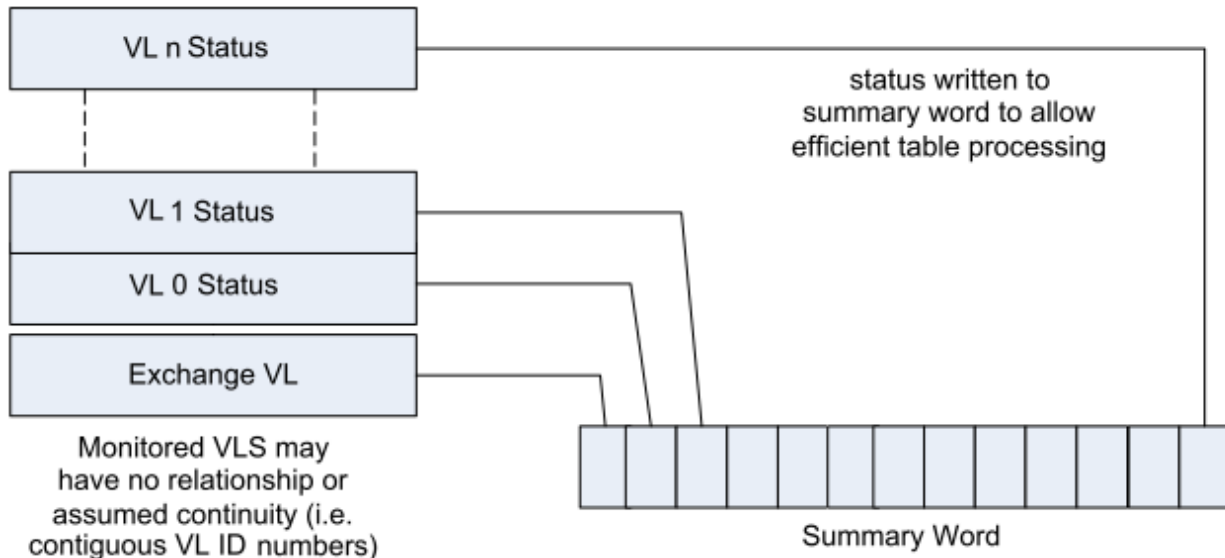 VL n Status
status written to
summary word to allow
efficient table processing
VL 1 Status
VL 0 Status
Exchange VL
Monitored VLS may
have no relationship or
assumed continuity (i.e.
contiguous VL ID numbers)
Summary Word